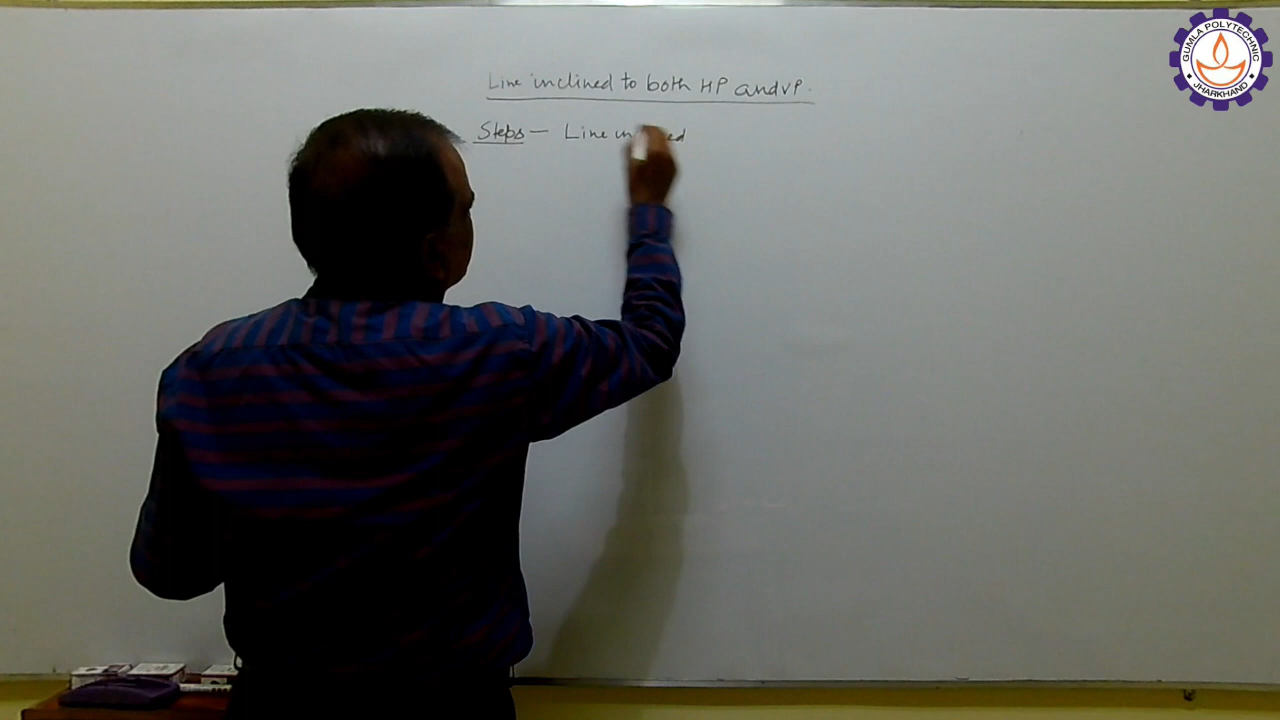 Line inclined to both HP and VP.
Steps — Line inclined
GUMLA POLYTECHNIC
JHARKHAND